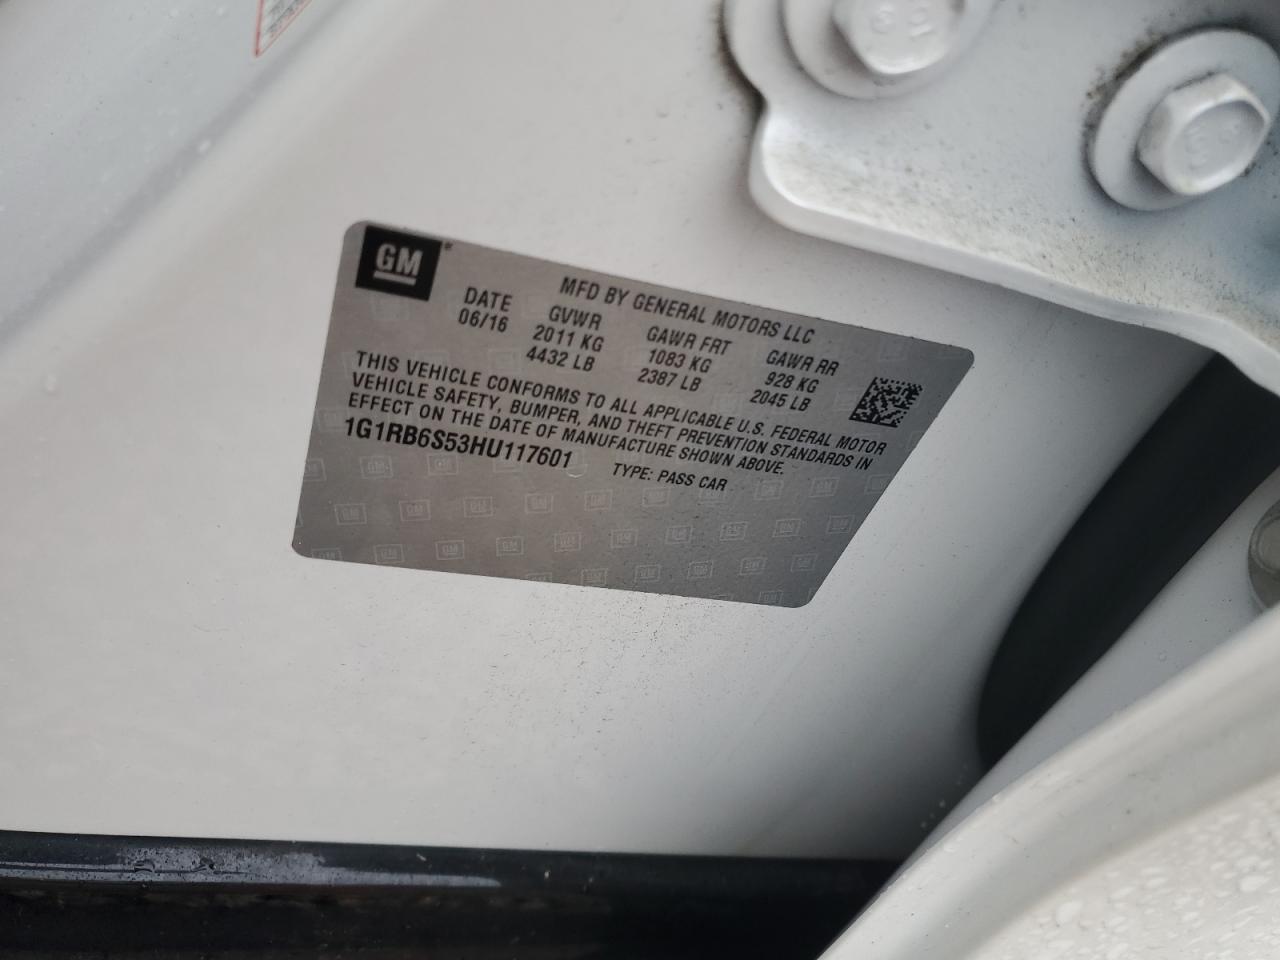 GM
MFD BY GENERAL MOTORS LLC
DATE GVWR GAWR FRT GAWR RR
06/16 2011 KG 1083 KG 928 KG
4432 LB 2387 LB 2045 LB
THIS VEHICLE CONFORMS TO ALL APPLICABLE U.S. FEDERAL MOTOR
VEHICLE SAFETY, BUMPER, AND THEFT PREVENTION STANDARDS IN
EFFECT ON THE DATE OF MANUFACTURE SHOWN ABOVE.
1G1RB6S53HU117601 TYPE: PASS CAR